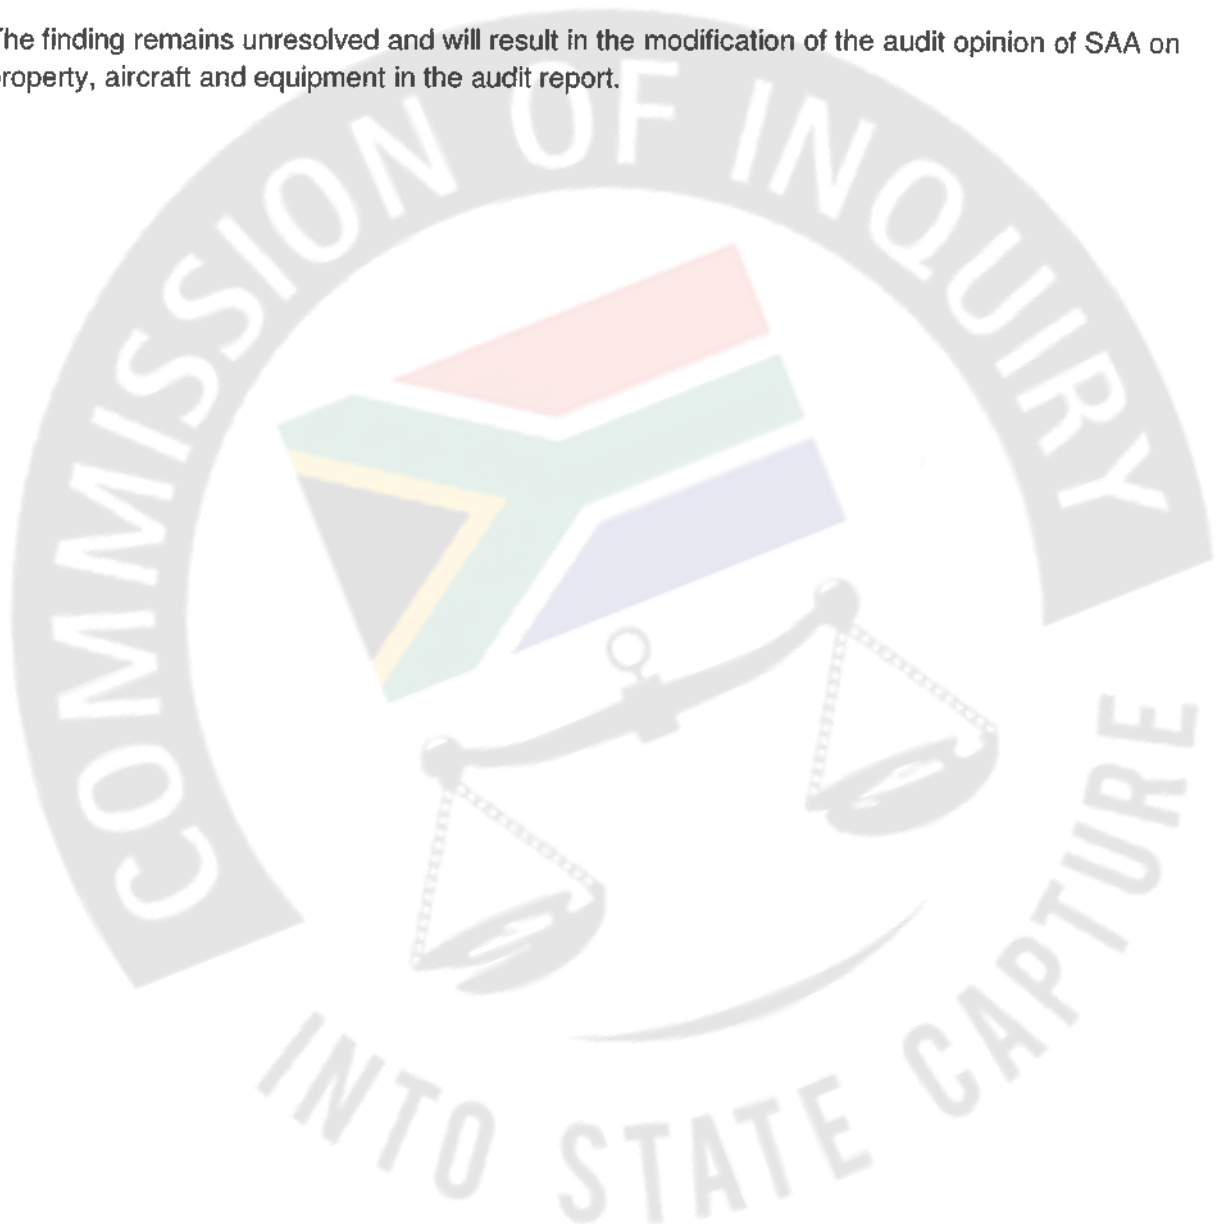 The finding remains unresolved and will result in the modification of the audit opinion of SAA on
property, aircraft and equipment in the audit report.
COMMISSION OF INQUIRY
INTO STATE CAPTURE